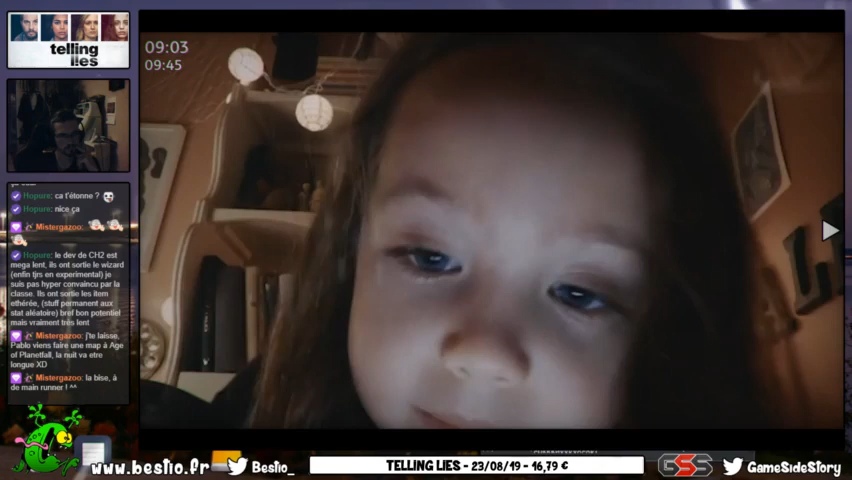 telling
lies
09:03
09:45
Hopure: ca t'étonne ?
Hopure: nice ça
Mistergazoo:
Hopure: le dev de CH2 est
mega lent, ils ont sortie le wizard
(enfin tjrs en experimental) je
suis pas hyper convaincu par la
classe. Ils ont sortie les item
ethérée, (stuff permanent aux
stat aléatoire) bref bon potentiel
mais vraiment très lent
Mistergazoo: j'te laisse,
Pablo viens faire une map à Age
of Planetfall, la nuit va etre
longue XD
Mistergazoo: la bise, à
de main runner ! ^^
www.bestio.fr
Bestio_
TELLING LIES - 23/08/19 - 16,79 €
GSS
GameSideStory